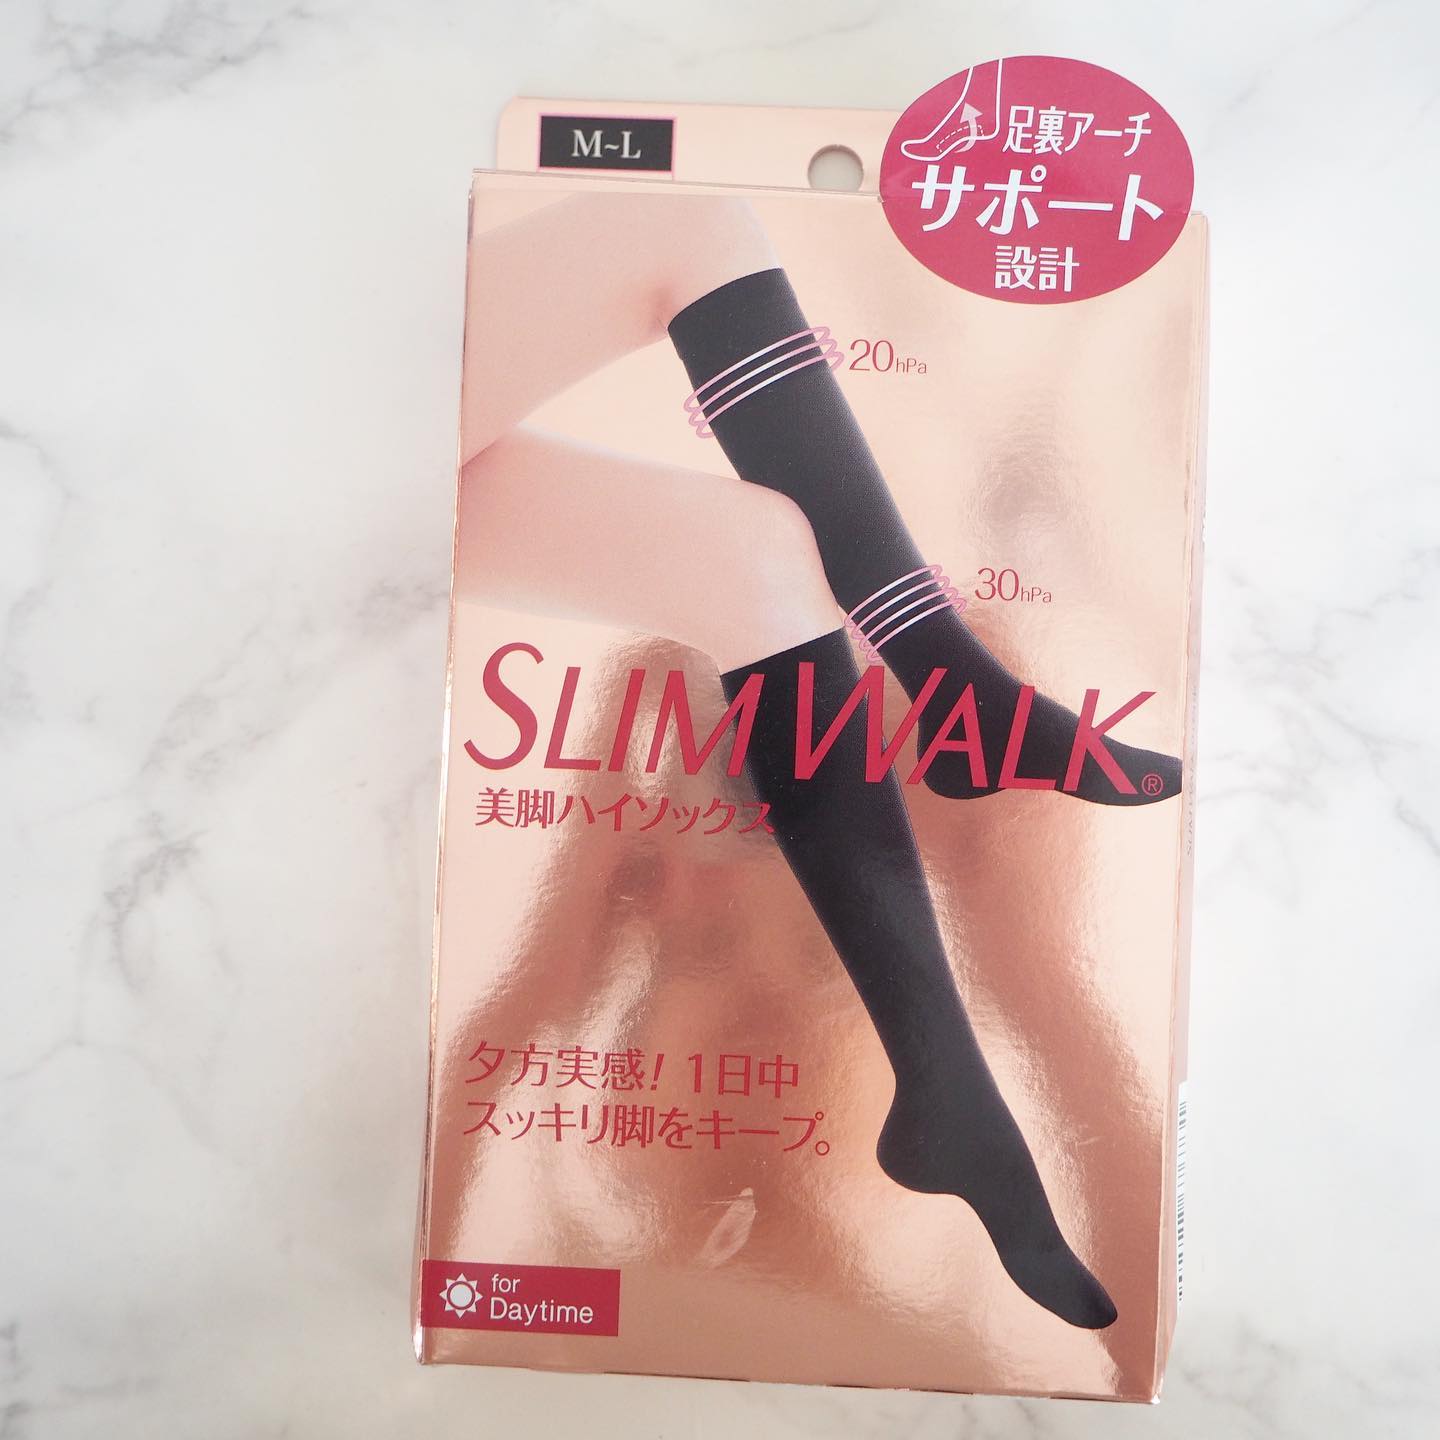 M~L
足裏アーチ
サポート
設計
20hPa
30hPa
SLIM WALK®
美脚ハイソックス
夕方実感！1日中
スッキリ脚をキープ。
for
Daytime